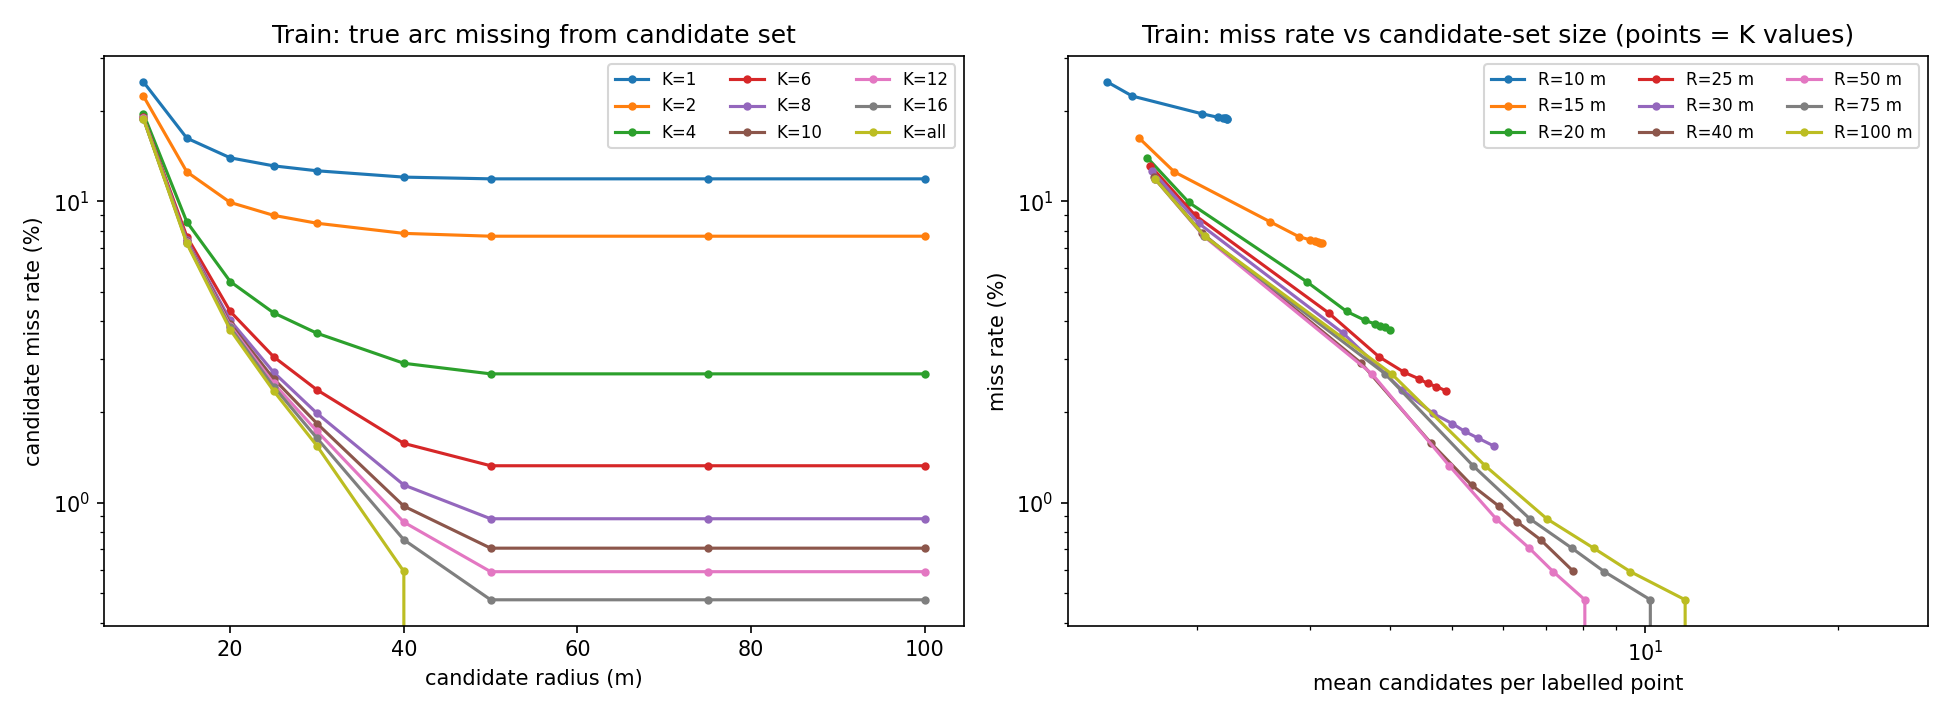 Train: true arc missing from candidate set
candidate miss rate (%)
10¹
10⁰
K=1 K=6 K=12
K=2 K=8 K=16
K=4 K=10 K=all
20 40 60 80 100
candidate radius (m)
Train: miss rate vs candidate-set size (points = K values)
miss rate (%)
10¹
10⁰
R=10 m R=25 m R=50 m
R=15 m R=30 m R=75 m
R=20 m R=40 m R=100 m
10¹
mean candidates per labelled point